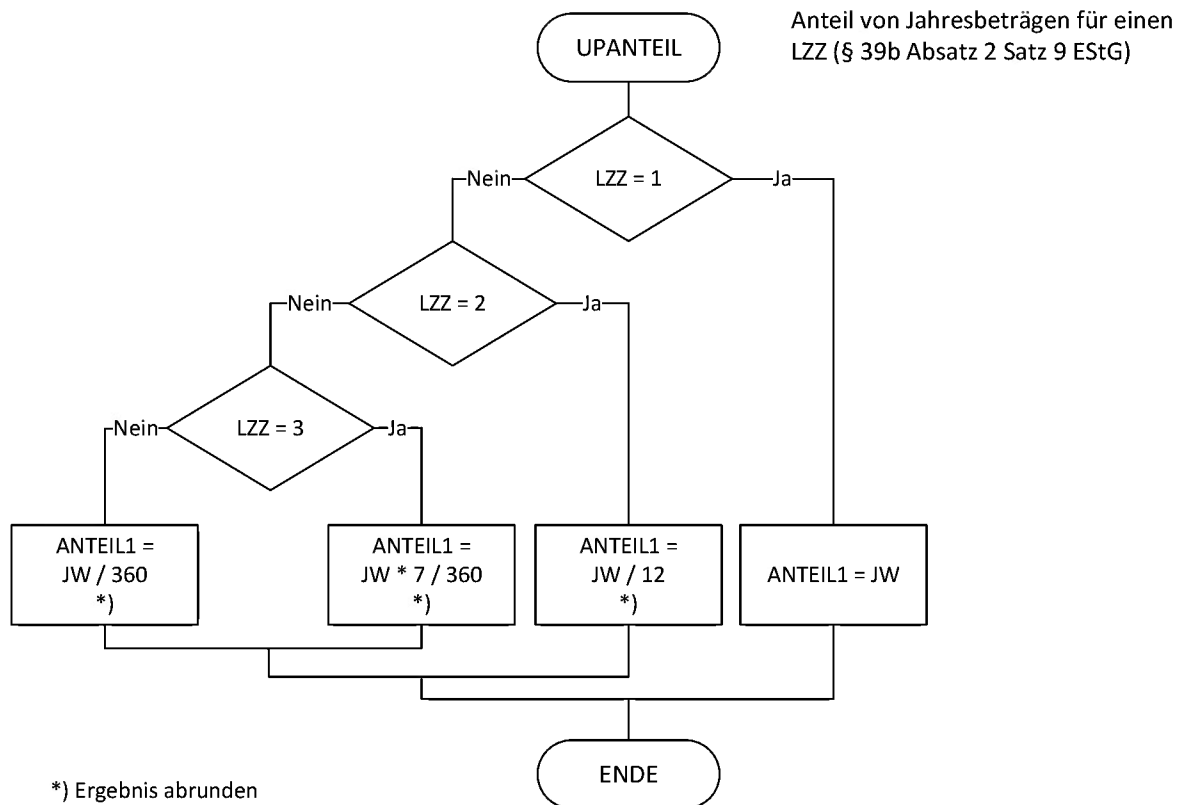 Anteil von Jahresbeträgen für einen
LZZ (§ 39b Absatz 2 Satz 9 EStG)
UPANTEIL
LZZ = 1
Nein
Ja
LZZ = 2
Nein
Ja
LZZ = 3
Nein
Ja
ANTEIL1 =
JW / 360
*)
ANTEIL1 =
JW * 7 / 360
*)
ANTEIL1 =
JW / 12
*)
ANTEIL1 = JW
ENDE
*) Ergebnis abrunden